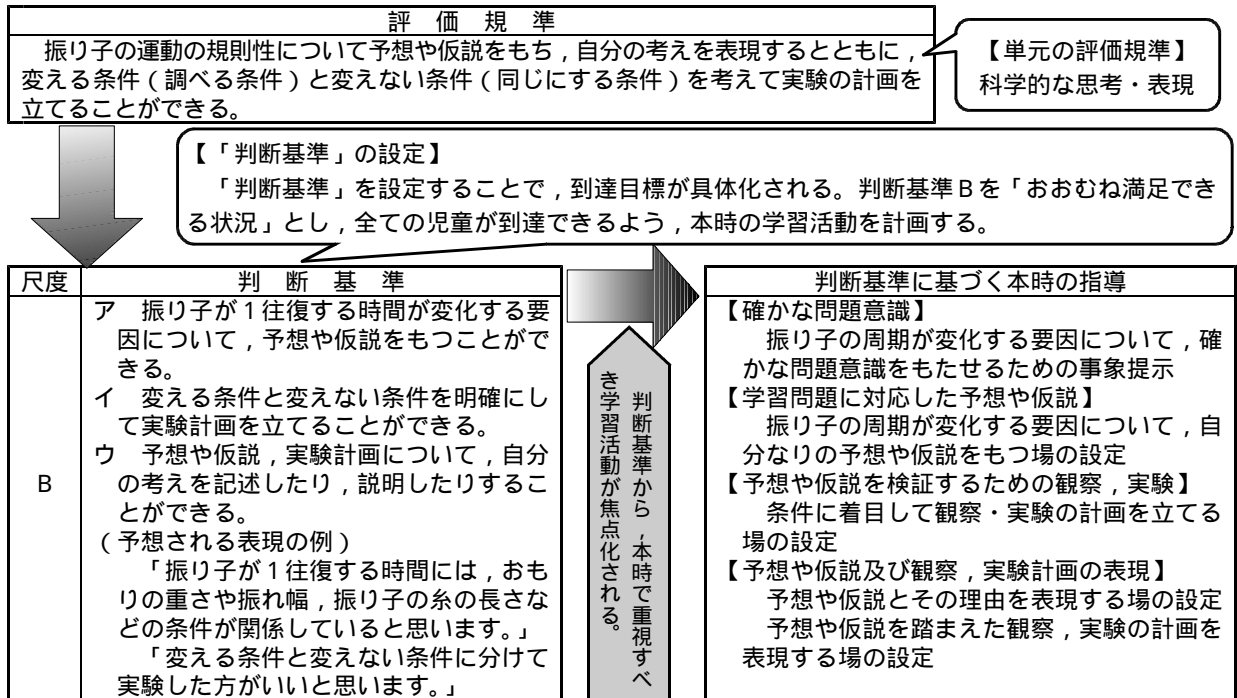 評　価　規　準
振り子の運動の規則性について予想や仮説をもち，自分の考えを表現するとともに，
変える条件（調べる条件）と変えない条件（同じにする条件）を考えて実験の計画を
立てることができる。
【単元の評価規準】
科学的な思考・表現
【「判断基準」の設定】
「判断基準」を設定することで，到達目標が具体化される。判断基準Ｂを「おおむね満足でき
る状況」とし，全ての児童が到達できるよう，本時の学習活動を計画する。
尺度
判　断　基　準
Ｂ
ア　振り子が１往復する時間が変化する要
因について，予想や仮説をもつことがで
きる。
イ　変える条件と変えない条件を明確にし
て実験計画を立てることができる。
ウ　予想や仮説，実験計画について，自分
の考えを記述したり，説明したりするこ
とができる。
（予想される表現の例）
「振り子が１往復する時間には，おも
りの重さや振れ幅，振り子の糸の長さな
どの条件が関係していると思います。」
「変える条件と変えない条件に分けて
実験した方がいいと思います。」
判断基準から，本時で重視すべ
き学習活動が焦点化される。
判断基準に基づく本時の指導
【確かな問題意識】
振り子の周期が変化する要因について，確
かな問題意識をもたせるための事象提示
【学習問題に対応した予想や仮説】
振り子の周期が変化する要因について，自
分なりの予想や仮説をもつ場の設定
【予想や仮説を検証するための観察，実験】
条件に着目して観察・実験の計画を立てる
場の設定
【予想や仮説及び観察，実験計画の表現】
予想や仮説とその理由を表現する場の設定
予想や仮説を踏まえた観察，実験の計画を
表現する場の設定